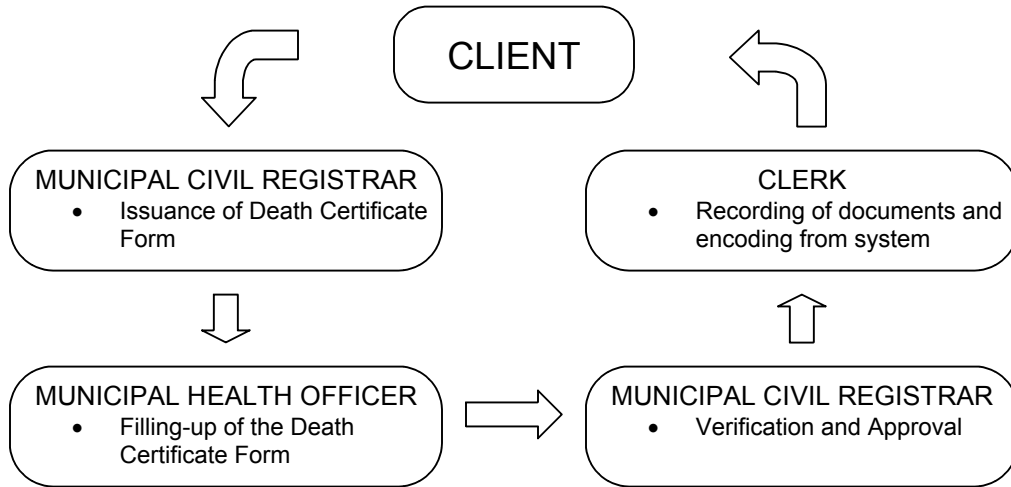 CLIENT
MUNICIPAL CIVIL REGISTRAR
• Issuance of Death Certificate
Form
CLERK
• Recording of documents and
encoding from system
MUNICIPAL HEALTH OFFICER
• Filling-up of the Death
Certificate Form
MUNICIPAL CIVIL REGISTRAR
• Verification and Approval